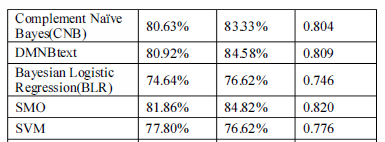 Complement Naïve
Bayes(CNB) 80.63% 83.33% 0.804
DMNBtext 80.92% 84.58% 0.809
Bayesian Logistic
Regression(BLR) 74.64% 76.62% 0.746
SMO 81.86% 84.82% 0.820
SVM 77.80% 76.62% 0.776